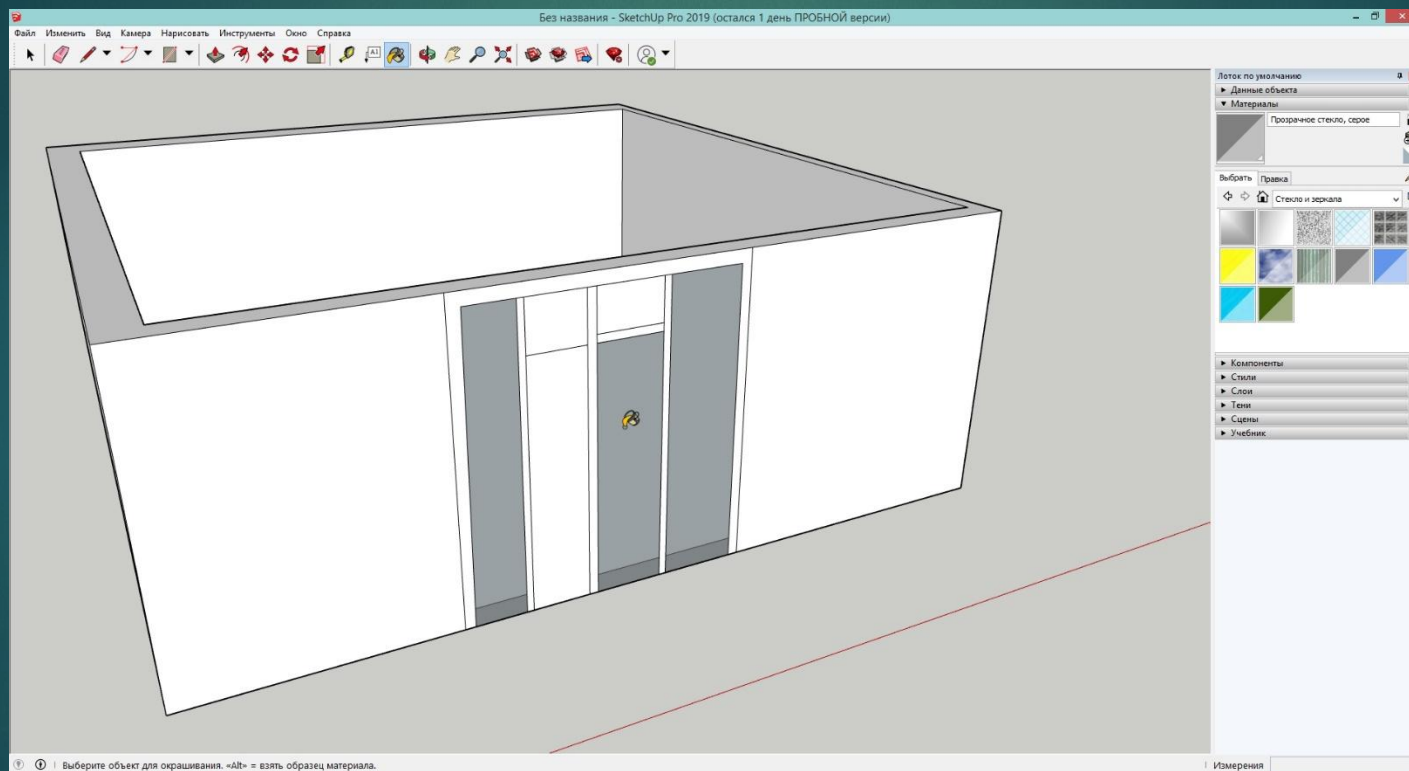 Без названия - SketchUp Pro 2019 (остался 1 день ПРОБНОЙ версии)
Файл Изменить Вид Камера Нарисовать Инструменты Окно Справка
A1
Лоток по умолчанию
Данные объекта
Материалы
Прозрачное стекло, серое
Выбрать Правка
Стекло и зеркала
Компоненты
Стили
Слои
Тени
Сцены
Учебник
Выберите объект для окрашивания. «Alt» = взять образец материала.
Измерения